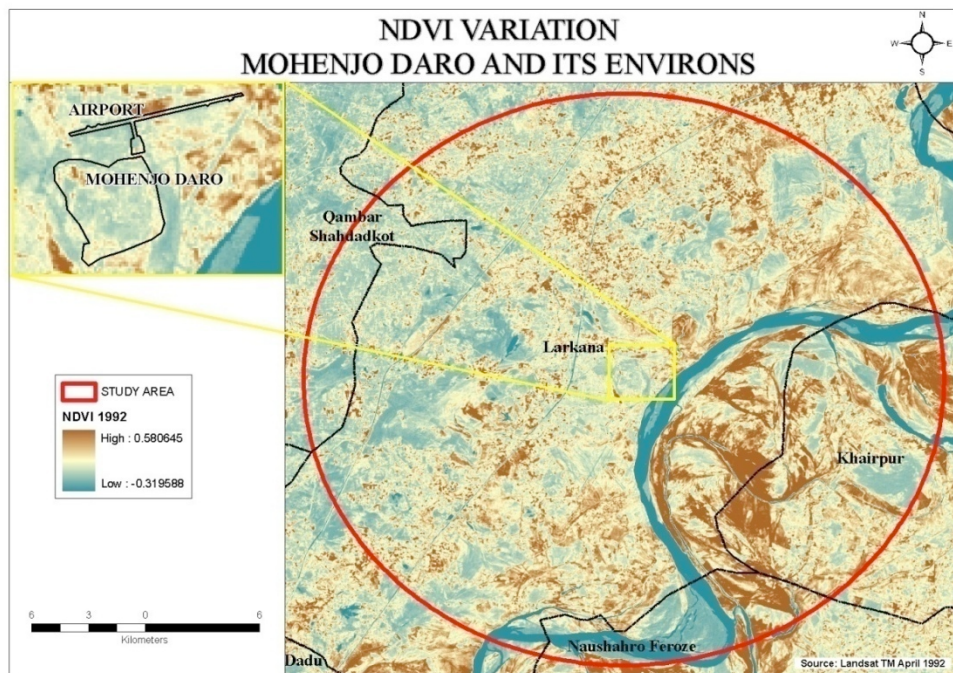 NDVI VARIATION
MOHENJO DARO AND ITS ENVIRONS
N
W E
S
AIRPORT
MOHENJO DARO
Qambar
Shahdadkot
Larkana
Khairpur
STUDY AREA
NDVI 1992
High : 0.580645
Low : -0.319588
6 3 0 6
Kilometers
Dadu
Naushahro Feroze
Source: Landsat TM April 1992